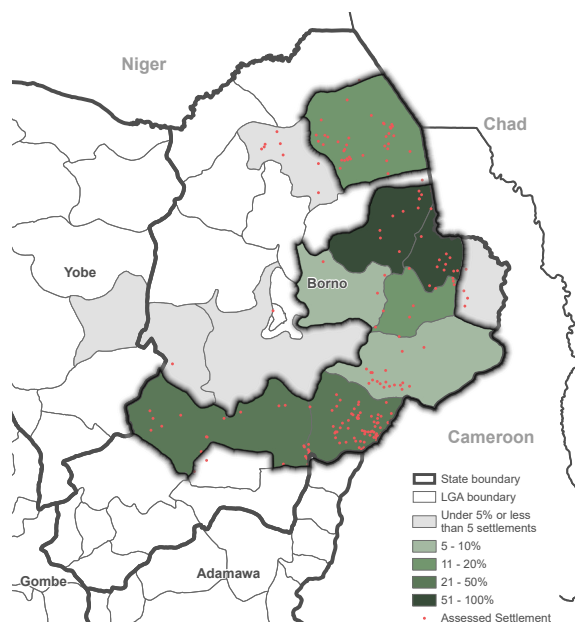 Niger
Chad
Yobe
Borno
Cameroon
State boundary
LGA boundary
Under 5% or less
than 5 settlements
5 - 10%
11 - 20%
21 - 50%
51 - 100%
Assessed Settlement
Gombe
Adamawa